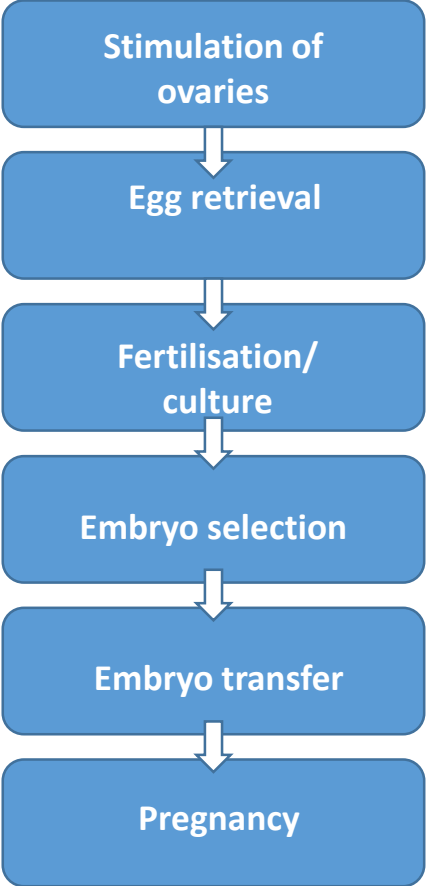 Stimulation of
ovaries
Egg retrieval
Fertilisation/
culture
Embryo selection
Embryo transfer
Pregnancy